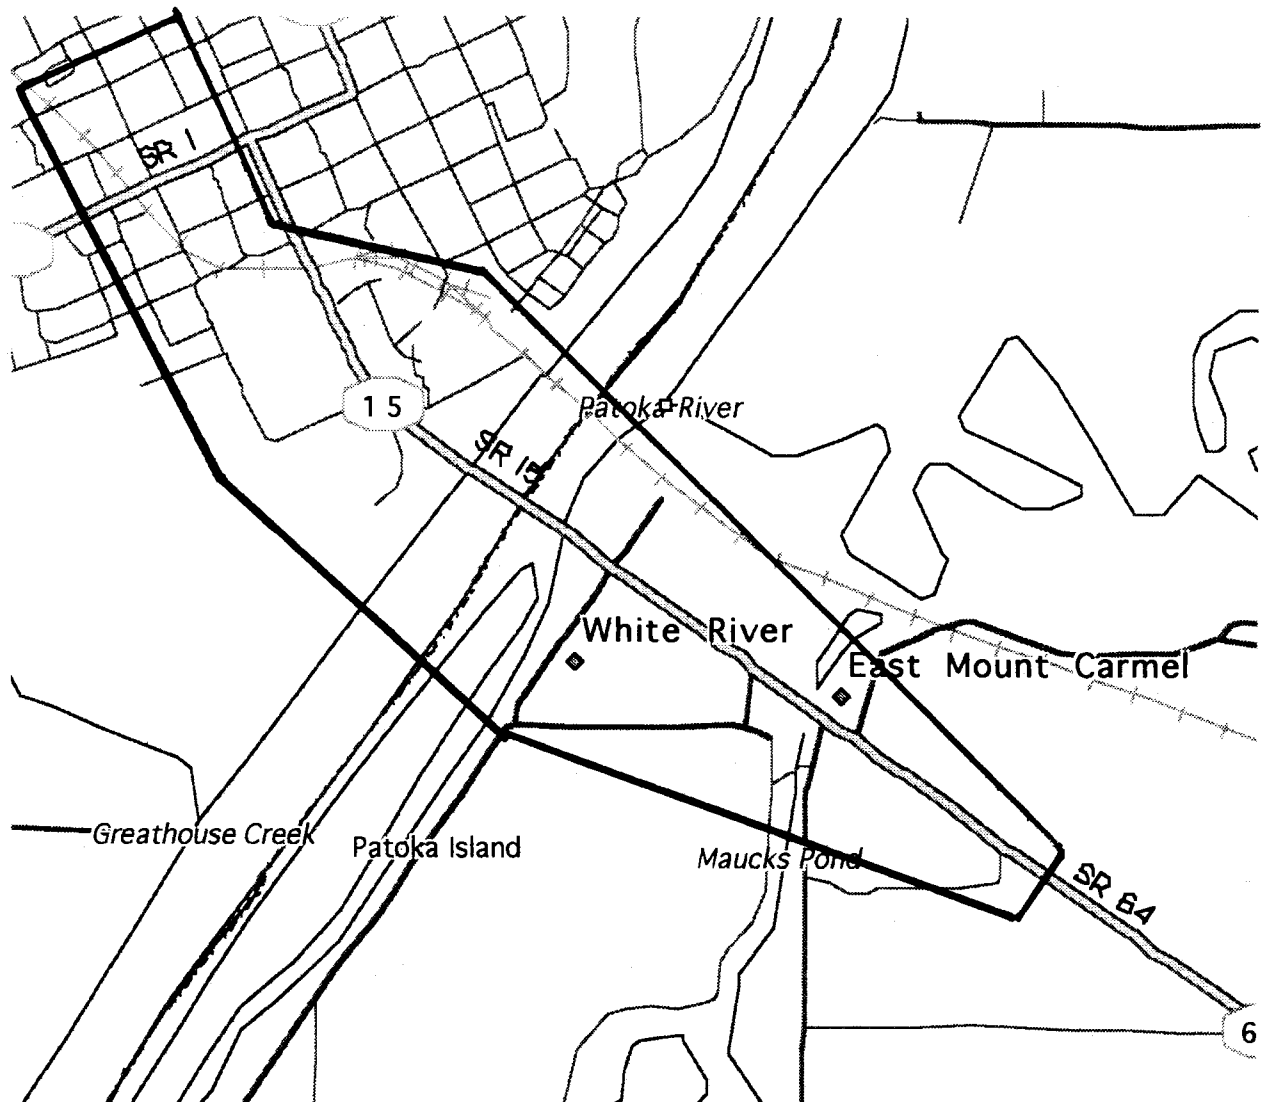 SR 1
15
Patoka River
SR 15
White River
East Mount Carmel
Greathouse Creek
Patoka Island
Maucks Pond
SR 64
6